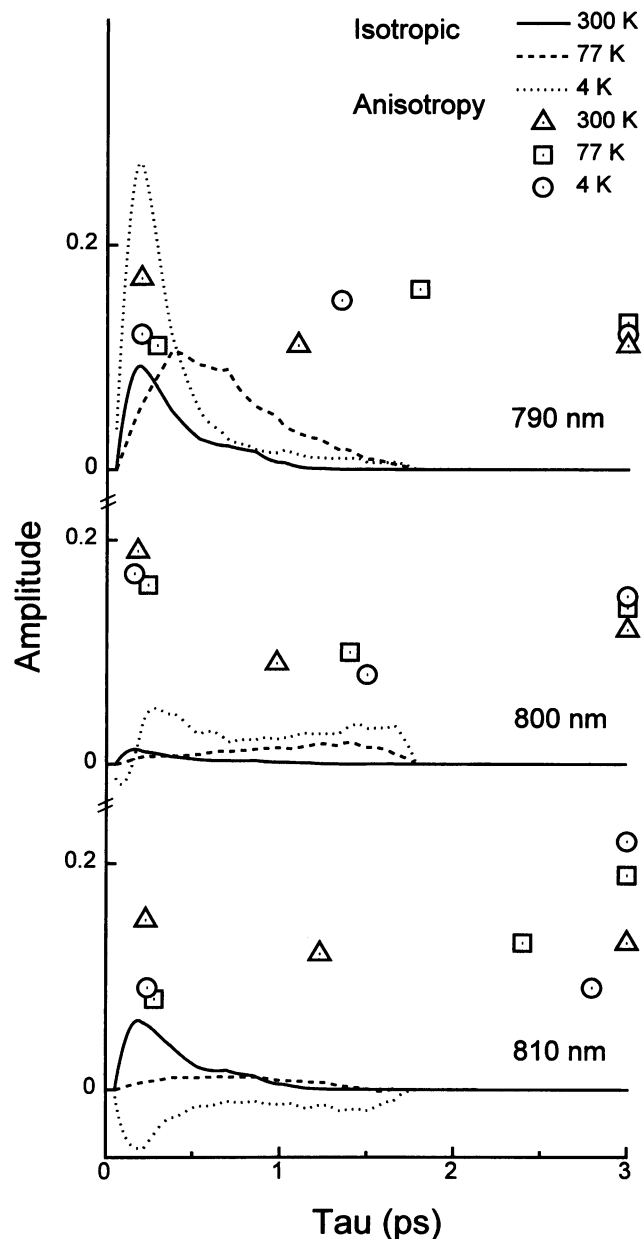 Isotropic
300 K
77 K
4 K
Anisotropy
300 K
77 K
4 K
0.2
790 nm
0
0.2
Amplitude
800 nm
0
0.2
810 nm
0
0 1 2 3
Tau (ps)